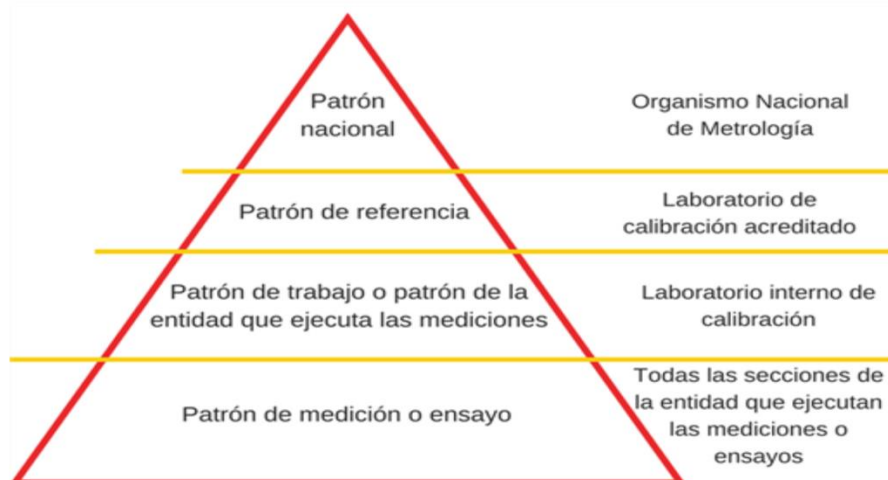 Patrón
nacional
Organismo Nacional
de Metrología
Patrón de referencia
Laboratorio de
calibración acreditado
Patrón de trabajo o patrón de la
entidad que ejecuta las mediciones
Laboratorio interno de
calibración
Patrón de medición o ensayo
Todas las secciones de
la entidad que ejecutan
las mediciones o
ensayos